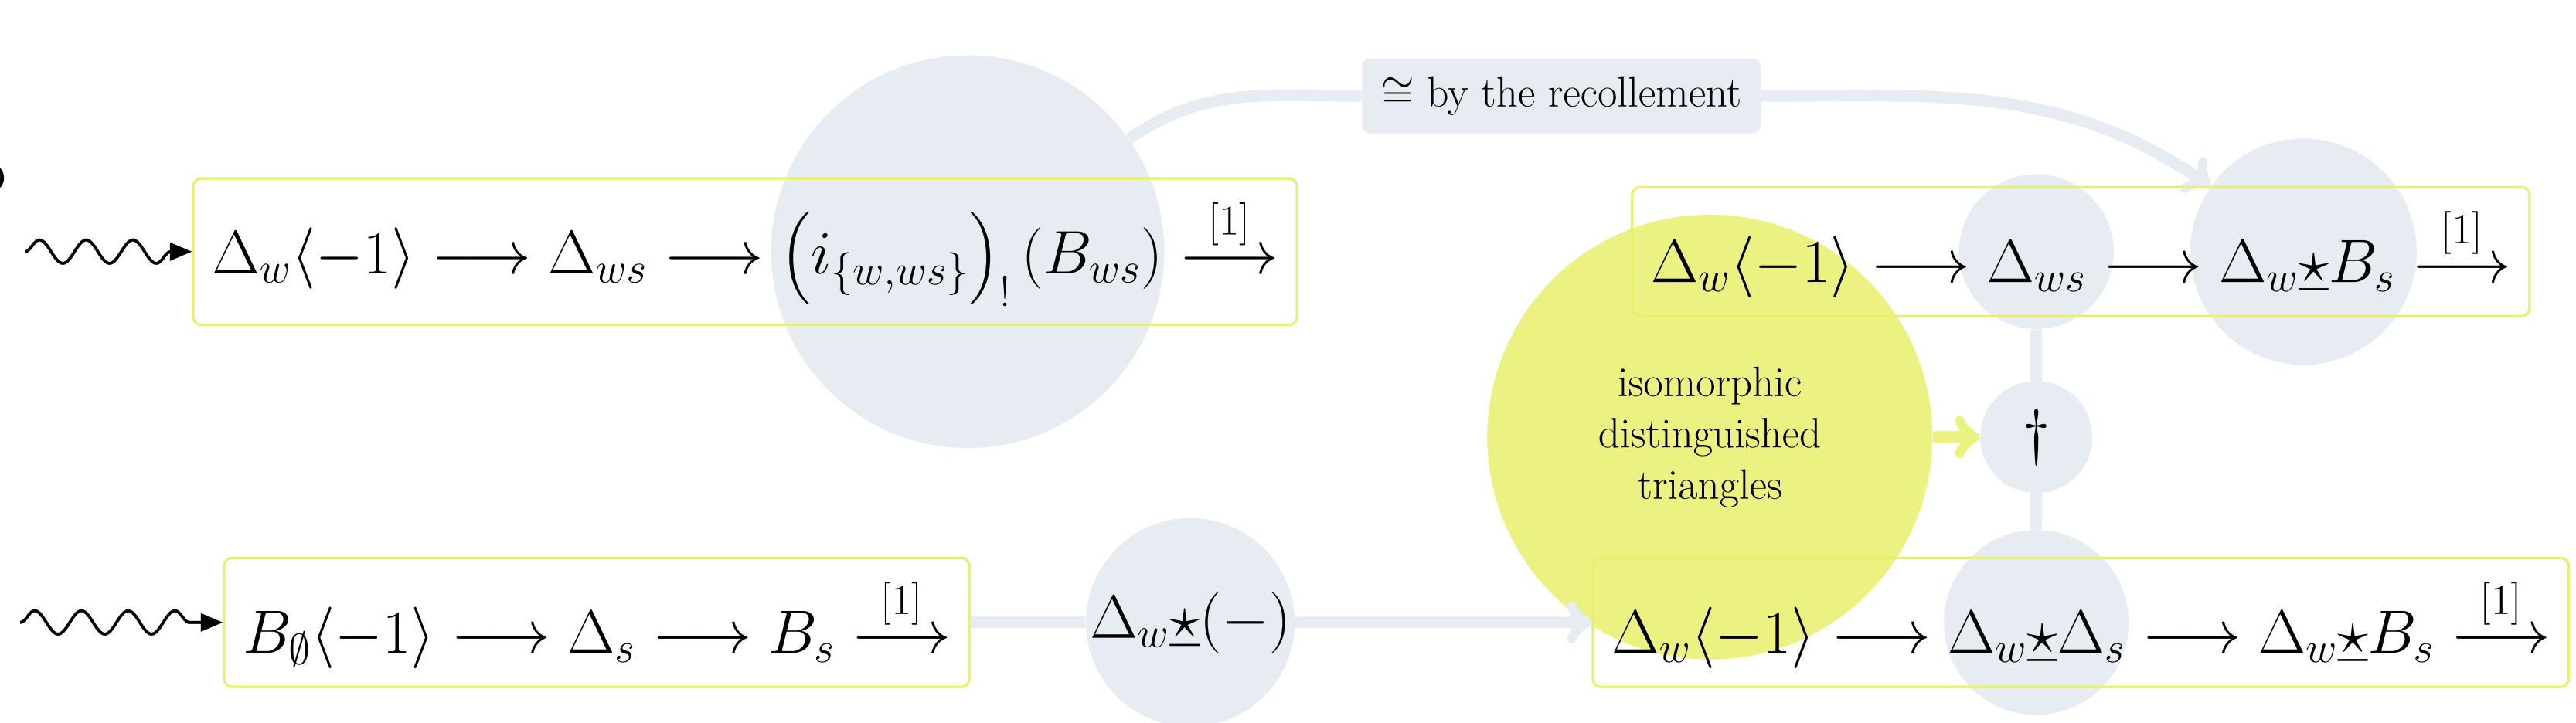 ≅ by the recollement
Δ_w⟨−1⟩ ⟶ Δ_{ws} ⟶ (i_{{w,ws}})_! (B_{ws}) ⟶^{[1]}
Δ_w⟨−1⟩ ⟶ Δ_{ws} ⟶ Δ_w⋆̲B_s ⟶^{[1]}
isomorphic
distinguished
triangles
†
B_∅⟨−1⟩ ⟶ Δ_s ⟶ B_s ⟶^{[1]}
Δ_w⋆̲(−)
Δ_w⟨−1⟩ ⟶ Δ_w⋆̲Δ_s ⟶ Δ_w⋆̲B_s ⟶^{[1]}